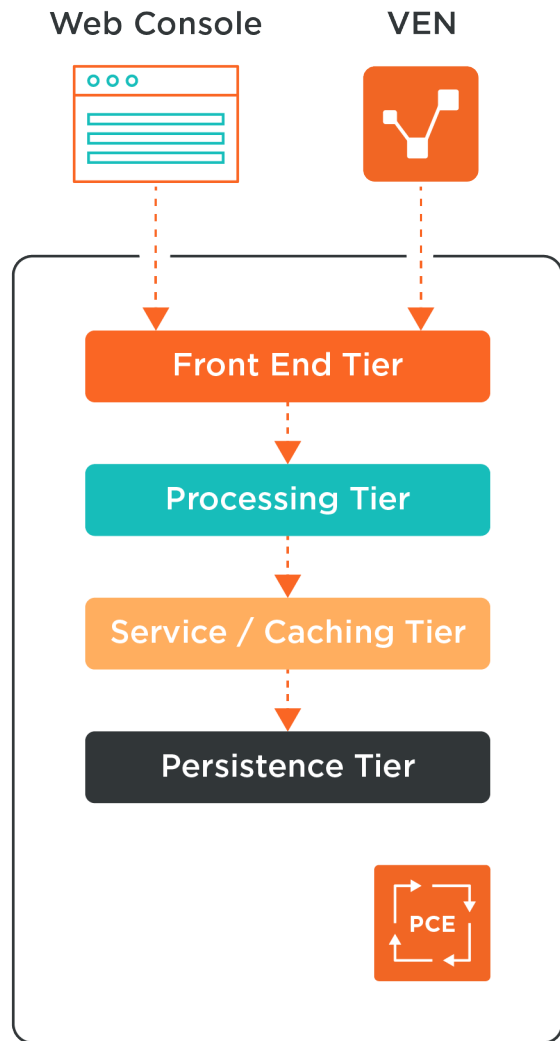 Web Console
VEN
Front End Tier
Processing Tier
Service / Caching Tier
Persistence Tier
PCE